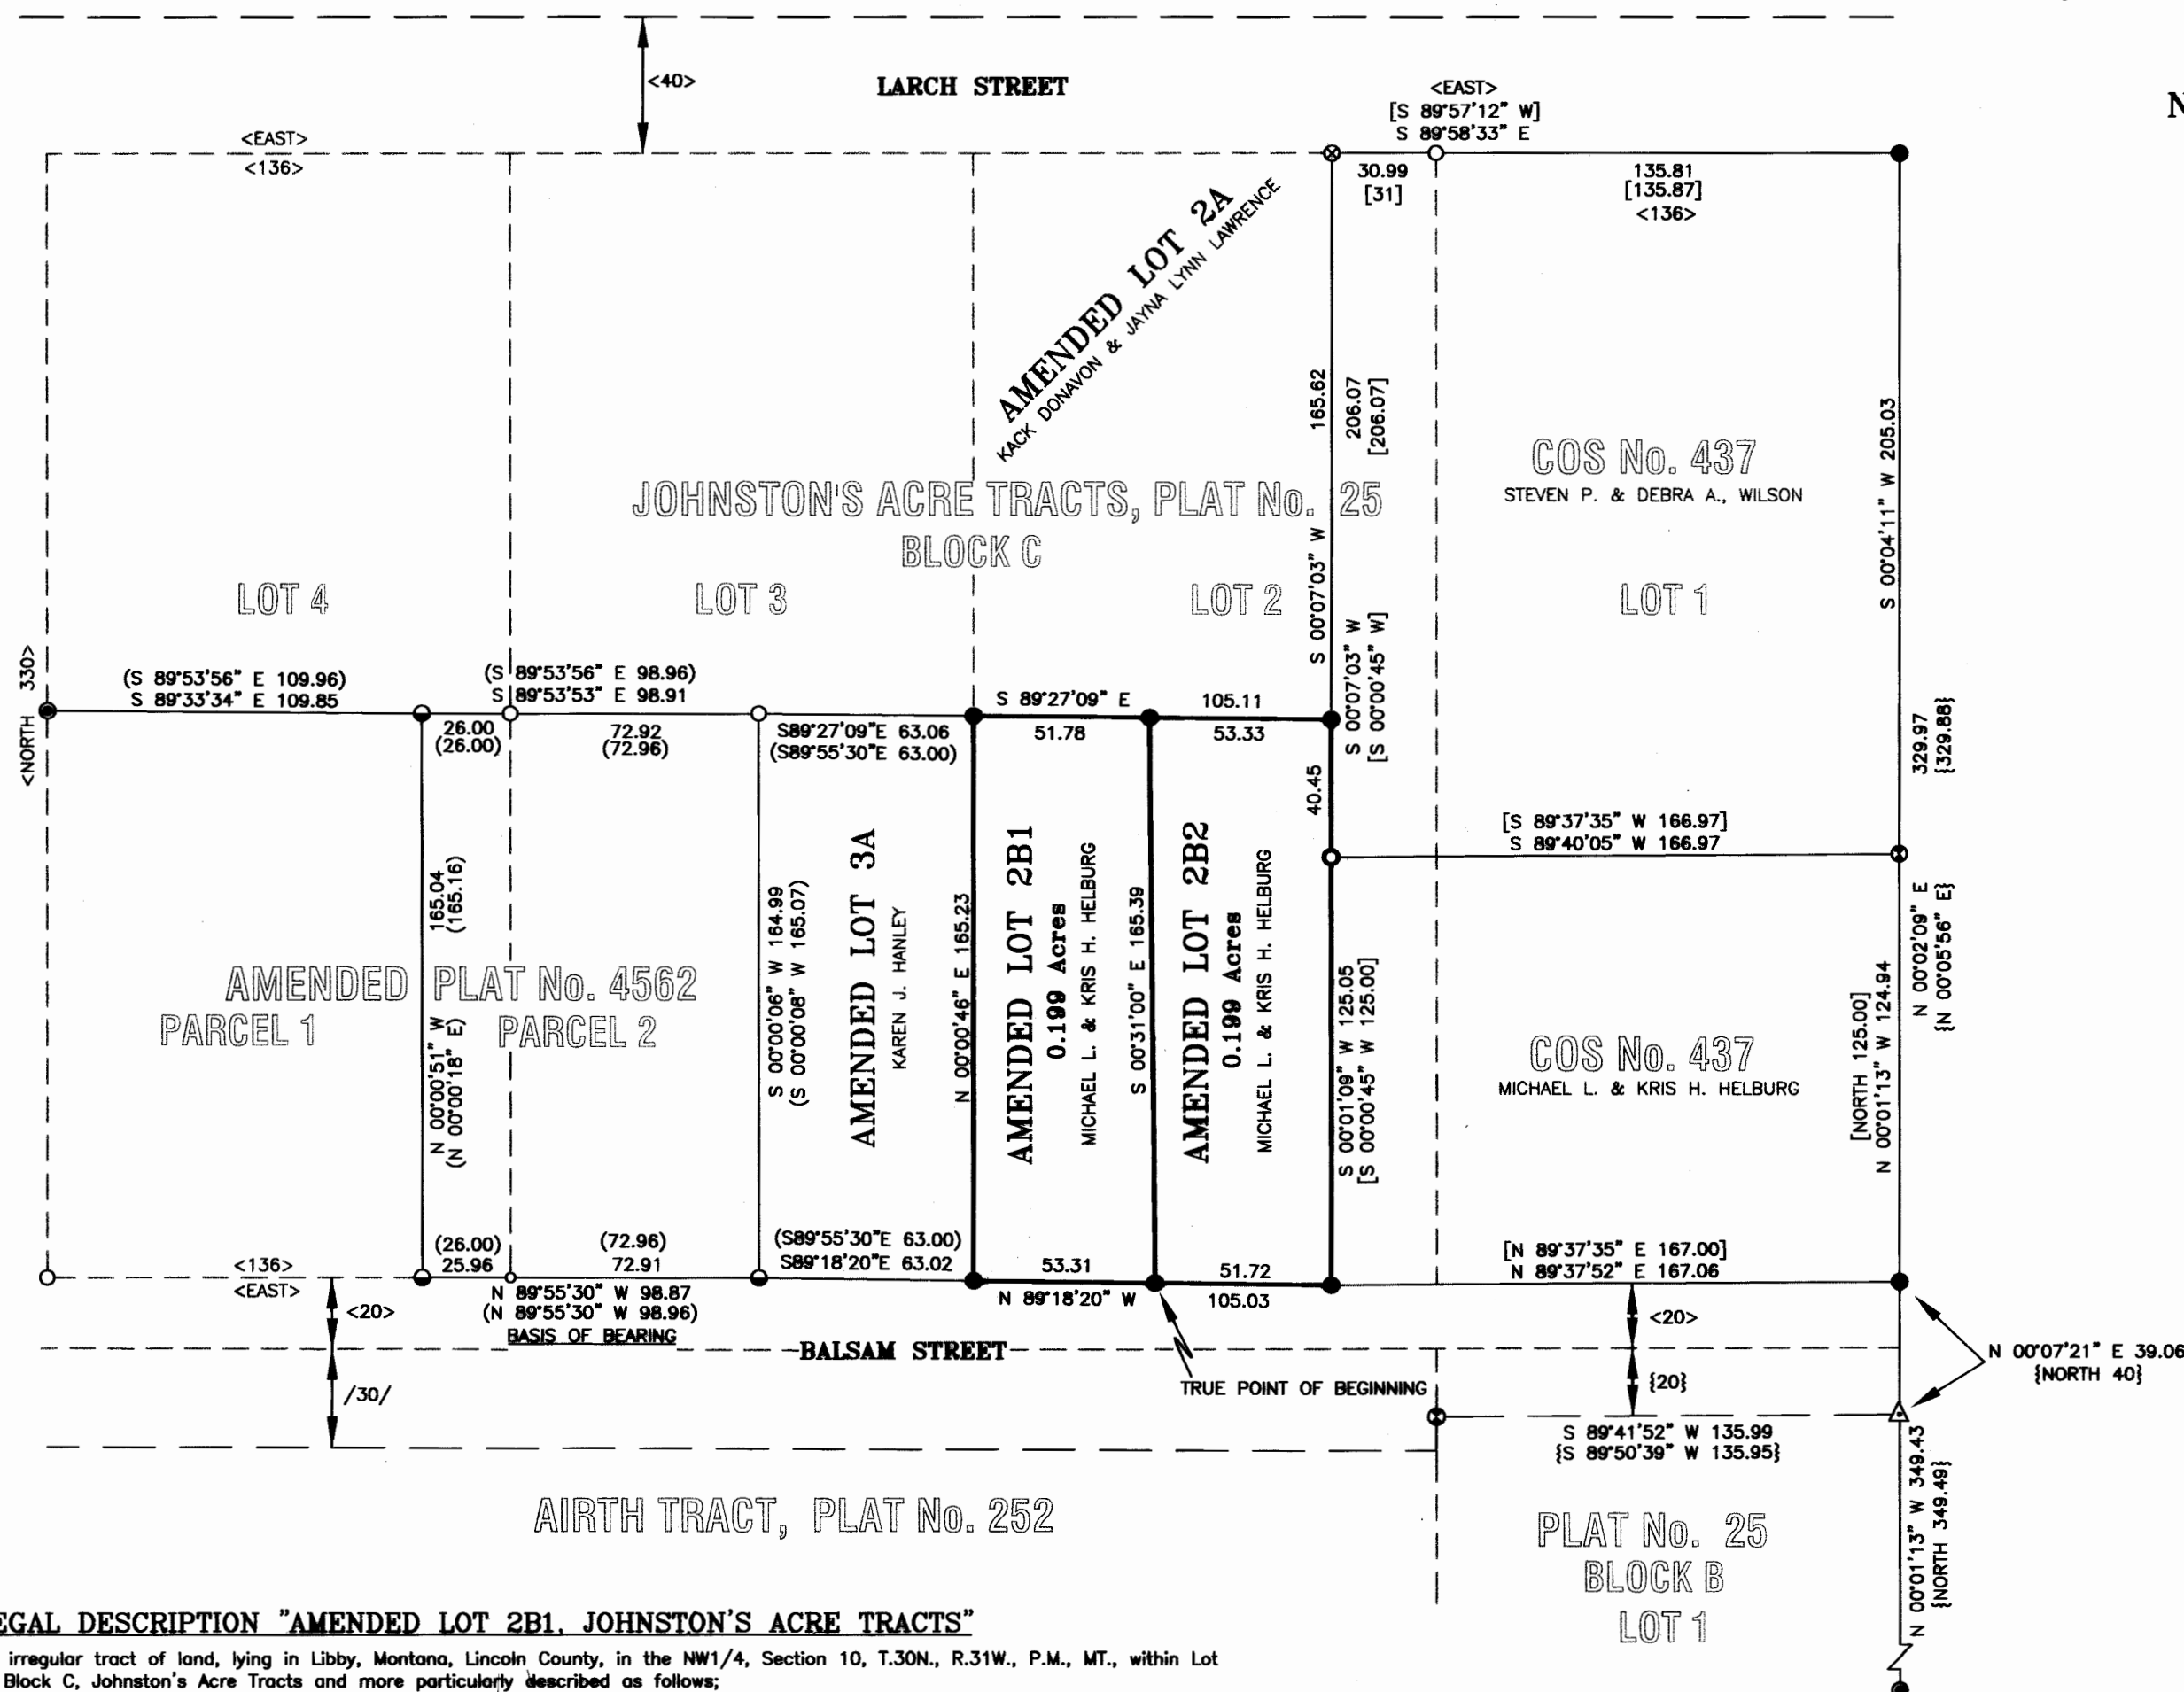 <40>
LARCH STREET
<EAST>
[S 89°57'12" W]
S 89°58'33" E
N
<EAST>
<136>
30.99
[31]
135.81
[135.87]
<136>
AMENDED LOT 2A
KACK DONAVON & JAYNA LYNN LAWRENCE
165.62
206.07
[206.07]
S 00°04'11" W 205.03
COS No. 437
STEVEN P. & DEBRA A., WILSON
JOHNSTON'S ACRE TRACTS, PLAT No. 25
BLOCK C
LOT 4
LOT 3
LOT 2
LOT 1
S 00°07'03" W
S 00°07'03" W
[S 00°00'45" W]
<NORTH 330>
(S 89°53'56" E 109.96)
S 89°33'34" E 109.85
(S 89°53'56" E 98.96)
S 89°53'53" E 98.91
S 89°27'09" E
105.11
26.00
(26.00)
72.92
(72.96)
S89°27'09"E 63.06
(S89°55'30"E 63.00)
51.78
53.33
40.45
329.97
{329.88}
[S 89°37'35" W 166.97]
S 89°40'05" W 166.97
165.04
(165.16)
N 00°00'51" W
(N 00°00'18" E)
S 00°00'06" W 164.99
(S 00°00'08" W 165.07)
AMENDED LOT 3A
KAREN J. HANLEY
N 00°00'46" E 165.23
AMENDED LOT 2B1
0.199 Acres
MICHAEL L. & KRIS H. HELBURG
S 00°31'00" E 165.39
AMENDED LOT 2B2
0.199 Acres
MICHAEL L. & KRIS H. HELBURG
S 00°01'09" W 125.05
[S 00°00'45" W 125.00]
N 00°02'09" E
{N 00°05'56" E}
[NORTH 125.00]
N 00°01'13" W 124.94
AMENDED PLAT No. 4562
PARCEL 1
PARCEL 2
COS No. 437
MICHAEL L. & KRIS H. HELBURG
(26.00)
25.96
(72.96)
72.91
(S89°55'30"E 63.00)
S89°18'20"E 63.02
53.31
51.72
[N 89°37'35" E 167.00]
N 89°37'52" E 167.06
<136>
<EAST>
N 89°55'30" W 98.87
(N 89°55'30" W 98.96)
BASIS OF BEARING
N 89°18'20" W
105.03
<20>
<20>
BALSAM STREET
N 00°07'21" E 39.06
{NORTH 40}
/30/
TRUE POINT OF BEGINNING
{20}
S 89°41'52" W 135.99
{S 89°50'39" W 135.95}
N 00°01'13" W 349.43
{NORTH 349.49}
AIRTH TRACT, PLAT No. 252
PLAT No. 25
BLOCK B
LOT 1
EGAL DESCRIPTION "AMENDED LOT 2B1, JOHNSTON'S ACRE TRACTS"
irregular tract of land, lying in Libby, Montana, Lincoln County, in the NW1/4, Section 10, T.30N., R.31W., P.M., MT., within Lot
Block C, Johnston's Acre Tracts and more particularly described as follows;